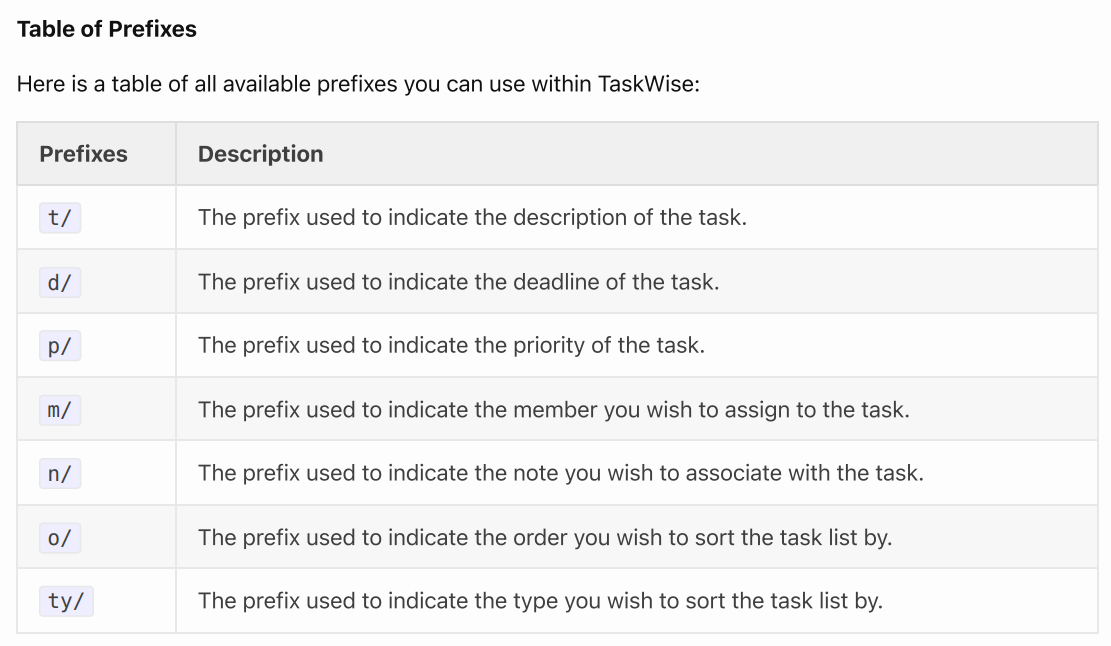 Table of Prefixes
Here is a table of all available prefixes you can use within TaskWise:
Prefixes Description
t/ The prefix used to indicate the description of the task.
d/ The prefix used to indicate the deadline of the task.
p/ The prefix used to indicate the priority of the task.
m/ The prefix used to indicate the member you wish to assign to the task.
n/ The prefix used to indicate the note you wish to associate with the task.
o/ The prefix used to indicate the order you wish to sort the task list by.
ty/ The prefix used to indicate the type you wish to sort the task list by.